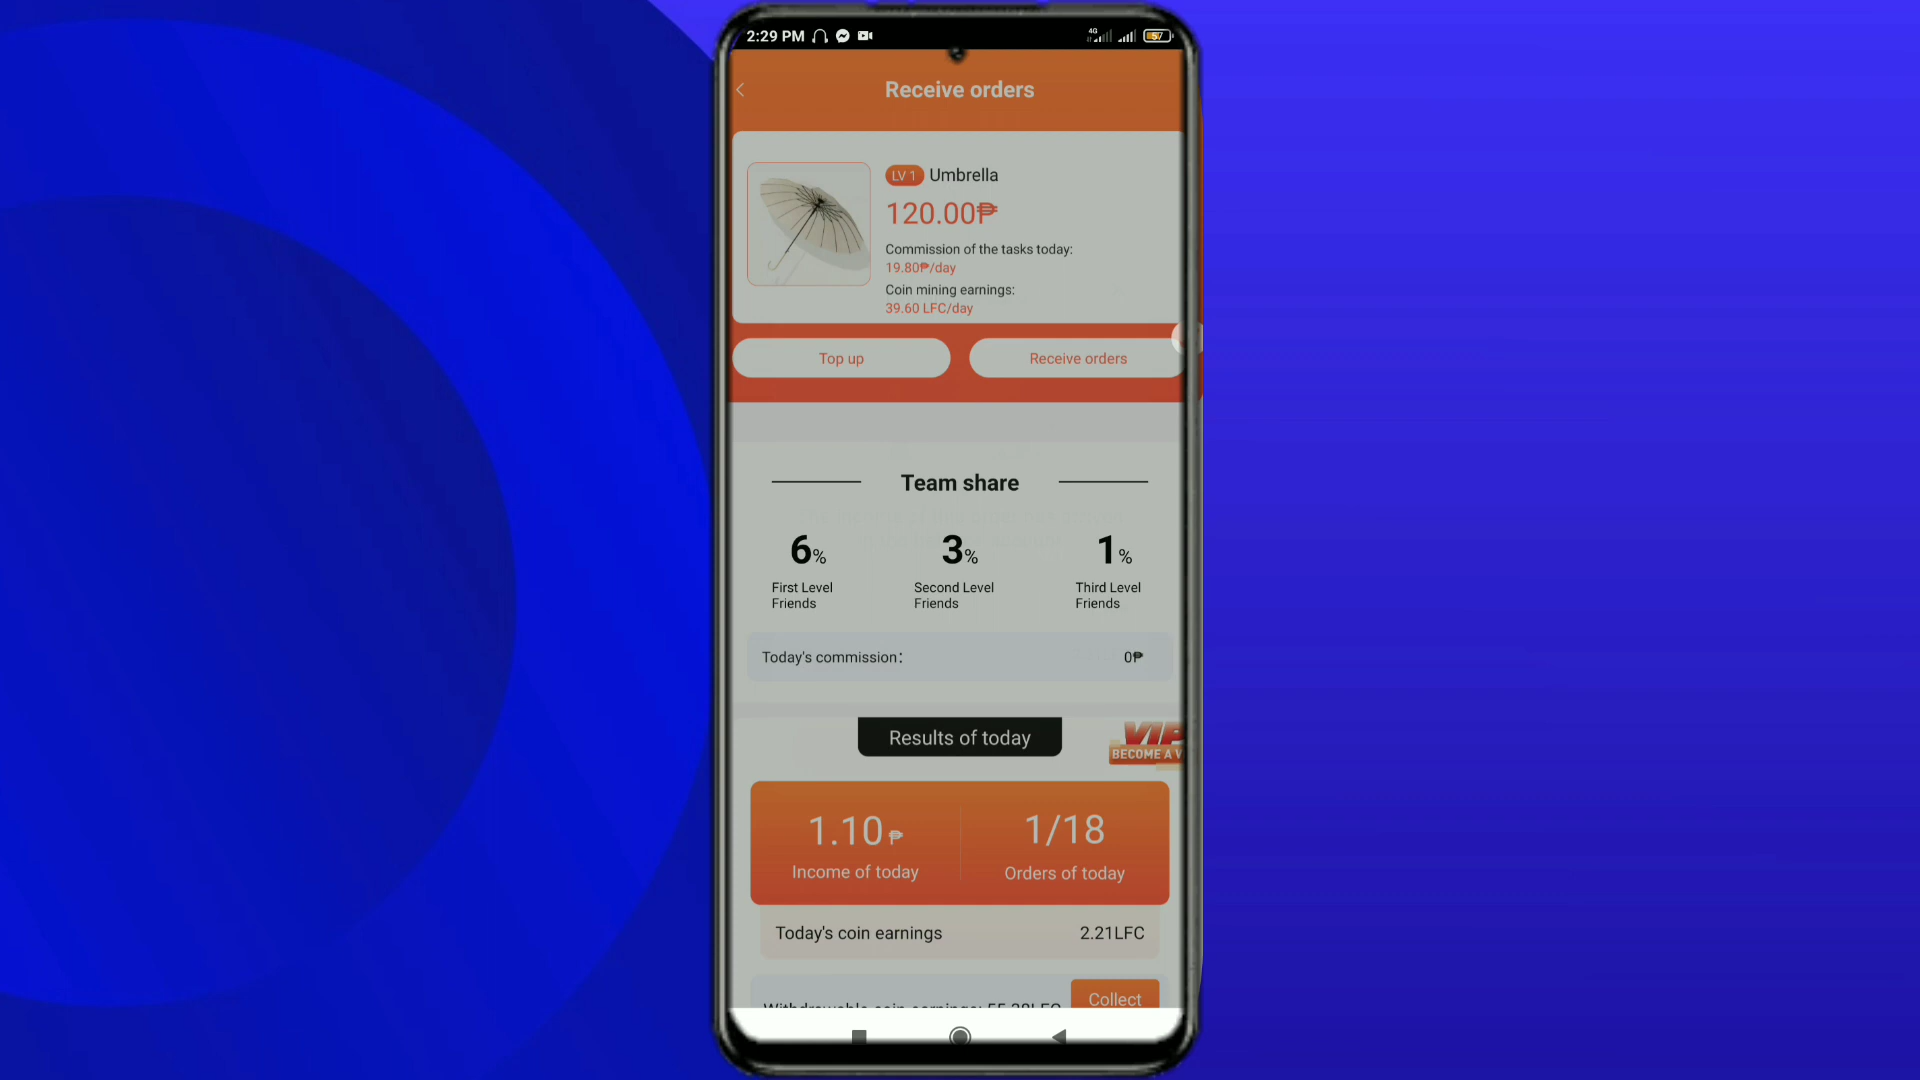 2:29 PM
4G
57
Receive orders
LV 1 Umbrella
120.00₱
Commission of the tasks today:
19.80₱/day
Coin mining earnings:
39.60 LFC/day
Top up
Receive orders
Team share
6%
3%
1%
First Level
Friends
Second Level
Friends
Third Level
Friends
Today's commission:
0₱
Results of today
VIP
BECOME A V
1.10₱
1/18
Income of today
Orders of today
Today's coin earnings
2.21LFC
Collect